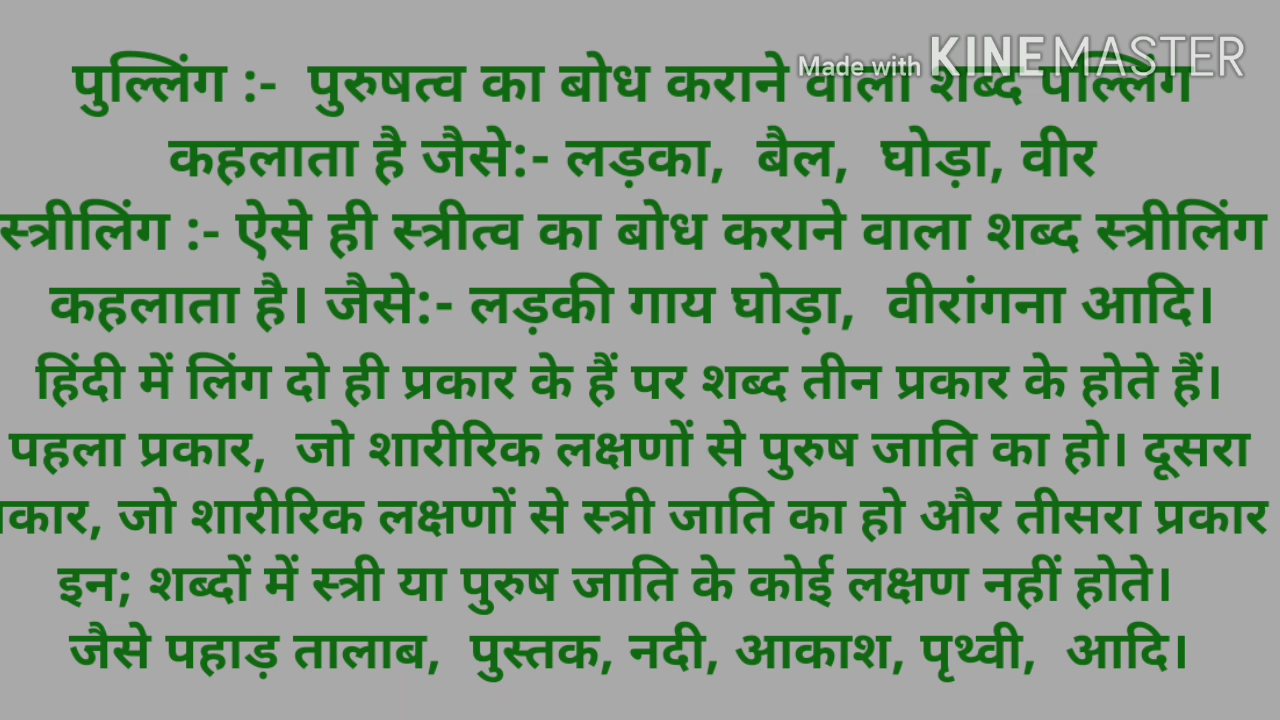 Made with KINEMASTER
पुल्लिंग :- पुरुषत्व का बोध कराने वाला शब्द पल्लिंग
कहलाता है जैसे:- लड़का, बैल, घोड़ा, वीर
स्त्रीलिंग :- ऐसे ही स्त्रीत्व का बोध कराने वाला शब्द स्त्रीलिंग
कहलाता है। जैसे:- लड़की गाय घोड़ा, वीरांगना आदि।
हिंदी में लिंग दो ही प्रकार के हैं पर शब्द तीन प्रकार के होते हैं।
पहला प्रकार, जो शारीरिक लक्षणों से पुरुष जाति का हो। दूसरा
कार, जो शारीरिक लक्षणों से स्त्री जाति का हो और तीसरा प्रकार
इन; शब्दों में स्त्री या पुरुष जाति के कोई लक्षण नहीं होते।
जैसे पहाड़ तालाब, पुस्तक, नदी, आकाश, पृथ्वी, आदि।